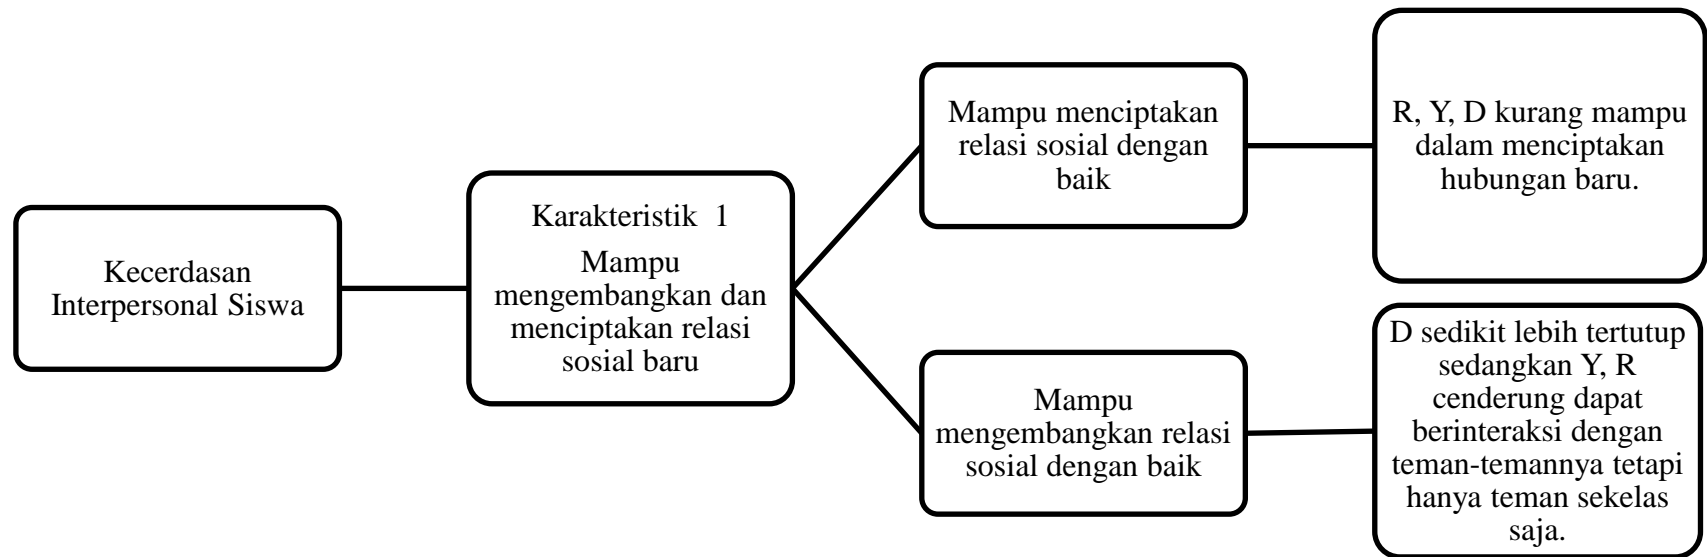 Kecerdasan
Interpersonal Siswa
Karakteristik 1
Mampu
mengembangkan dan
menciptakan relasi
sosial baru
Mampu menciptakan
relasi sosial dengan
baik
R, Y, D kurang mampu
dalam menciptakan
hubungan baru.
Mampu
mengembangkan relasi
sosial dengan baik
D sedikit lebih tertutup
sedangkan Y, R
cenderung dapat
berinteraksi dengan
teman-temannya tetapi
hanya teman sekelas
saja.